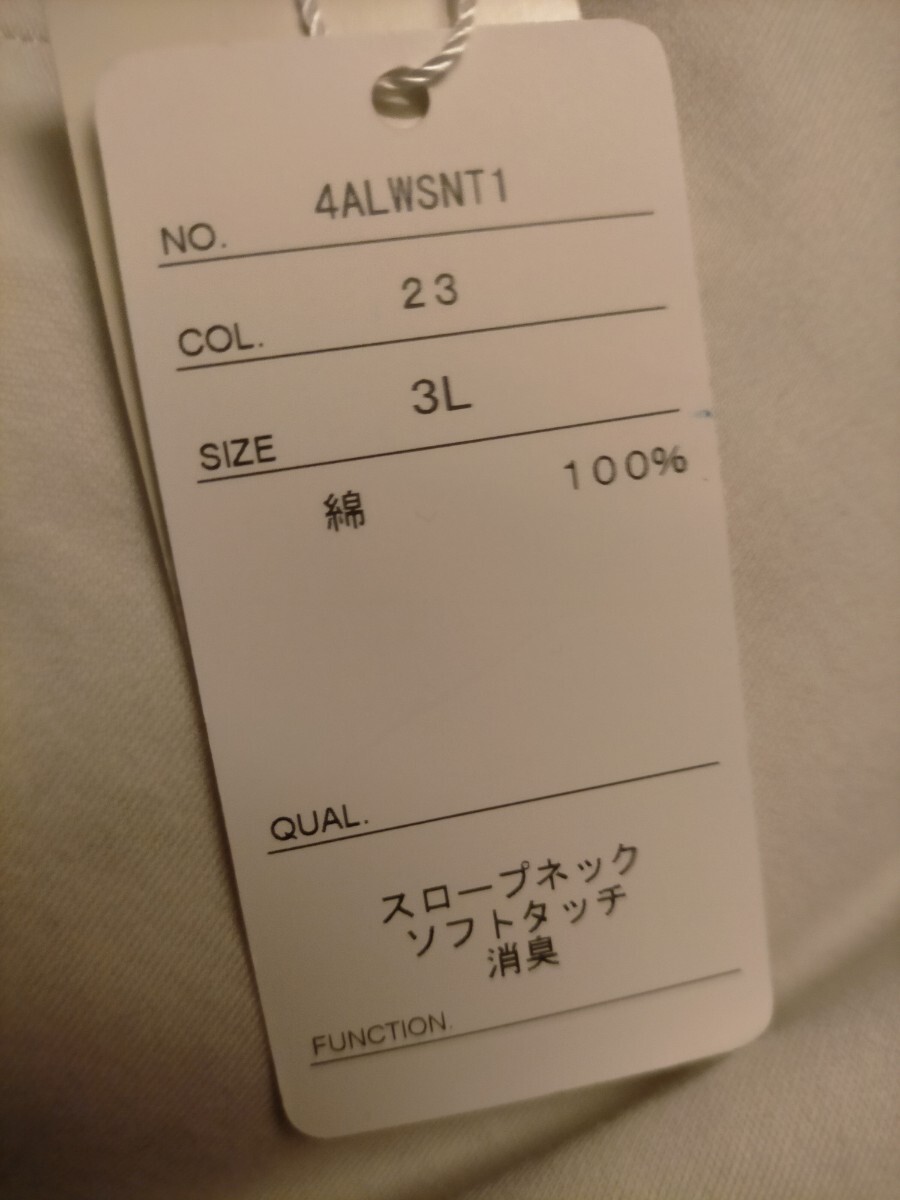 NO. 4ALWSNT1
COL. 23
SIZE 3L
綿 100%
QUAL.
スロープネック
ソフトタッチ
消臭
FUNCTION.